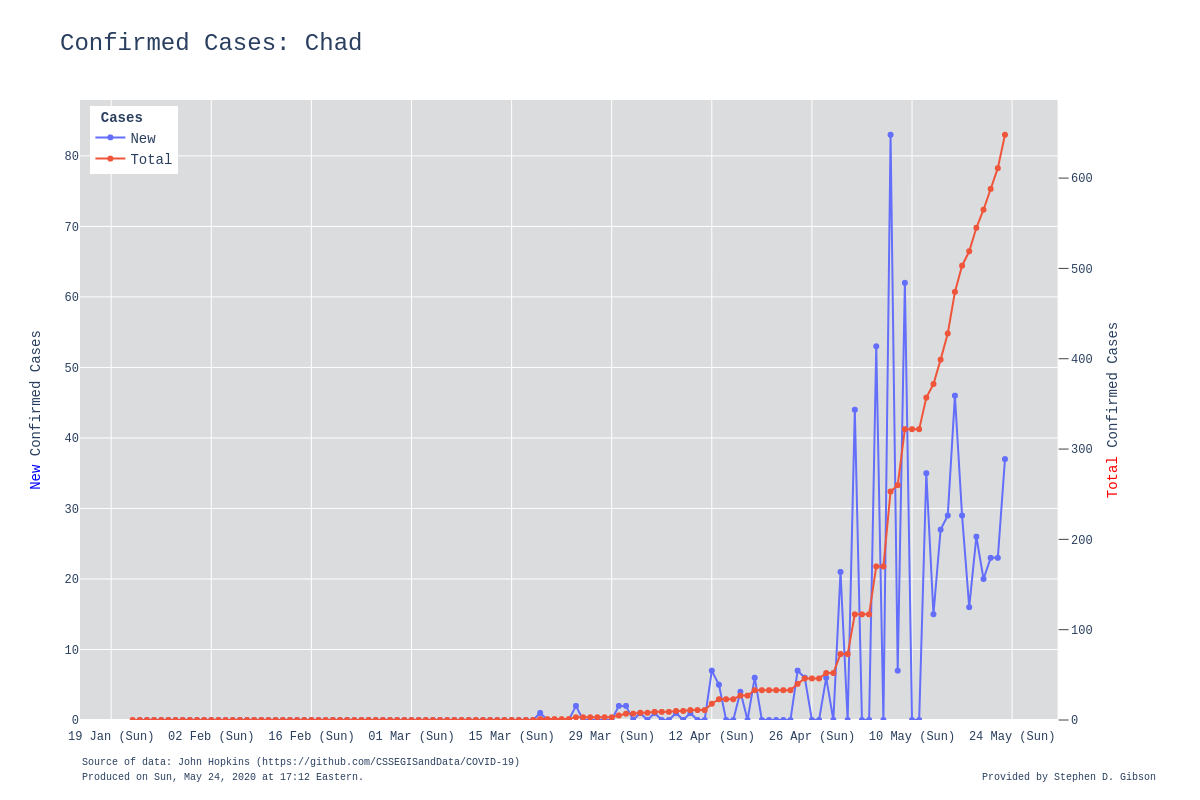 Confirmed Cases: Chad
Cases
New
Total
80
70
60
50
40
30
20
10
0
New Confirmed Cases
600
500
400
300
200
100
0
Total Confirmed Cases
19 Jan (Sun) 02 Feb (Sun) 16 Feb (Sun) 01 Mar (Sun) 15 Mar (Sun) 29 Mar (Sun) 12 Apr (Sun) 26 Apr (Sun) 10 May (Sun) 24 May (Sun)
Source of data: John Hopkins (https://github.com/CSSEGISandData/COVID-19)
Produced on Sun, May 24, 2020 at 17:12 Eastern.
Provided by Stephen D. Gibson